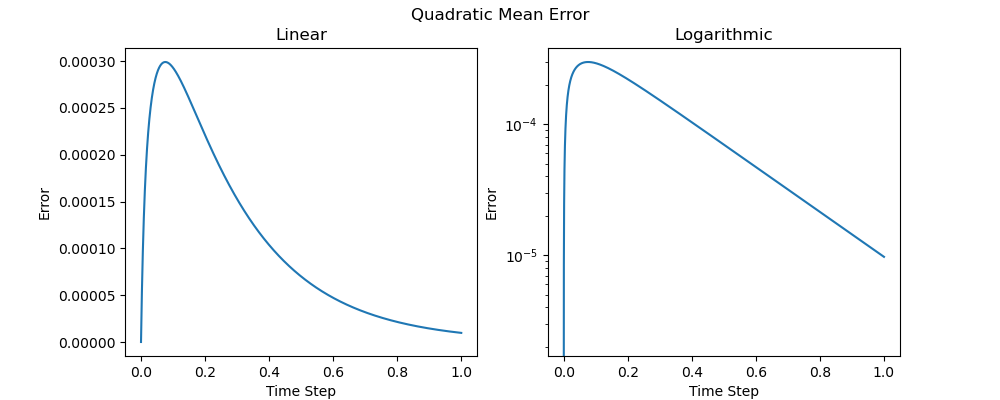 Quadratic Mean Error
Linear
Error
0.00030
0.00025
0.00020
0.00015
0.00010
0.00005
0.00000
0.0 0.2 0.4 0.6 0.8 1.0
Time Step
Logarithmic
Error
10⁻⁴
10⁻⁵
0.0 0.2 0.4 0.6 0.8 1.0
Time Step